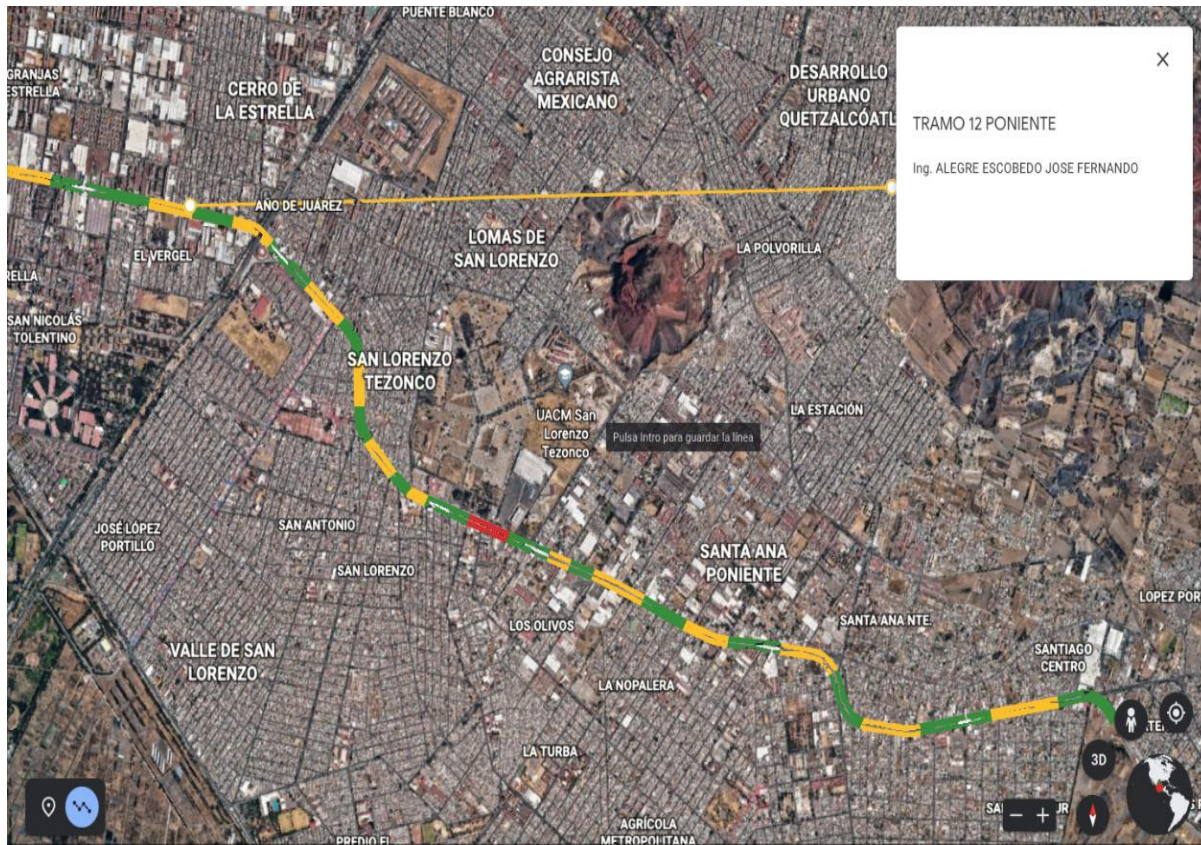 PUENTE BLANCO
GRANJAS
ESTRELLA
CERRO DE
LA ESTRELLA
CONSEJO
AGRARISTA
MEXICANO
DESARROLLO
URBANO
QUETZALCÓATL
TRAMO 12 PONIENTE
Ing. ALEGRE ESCOBEDO JOSE FERNANDO
AÑO DE JUÁREZ
EL VERGEL
LOMAS DE
SAN LORENZO
LA POLVORILLA
RELLA
SAN NICOLÁS
TOLENTINO
SAN LORENZO
TEZONCO
UACM San
Lorenzo
Tezonco
Pulsa Intro para guardar la línea
LA ESTACIÓN
JOSÉ LÓPEZ
PORTILLO
SAN ANTONIO
SAN LORENZO
SANTA ANA
PONIENTE
LOPEZ POR
LOS OLIVOS
SANTA ANA NTE.
VALLE DE SAN
LORENZO
SANTIAGO
CENTRO
LA NOPALERA
LA TURBA
3D
AGRÍCOLA
METROPOLITANA
PREDIO EL